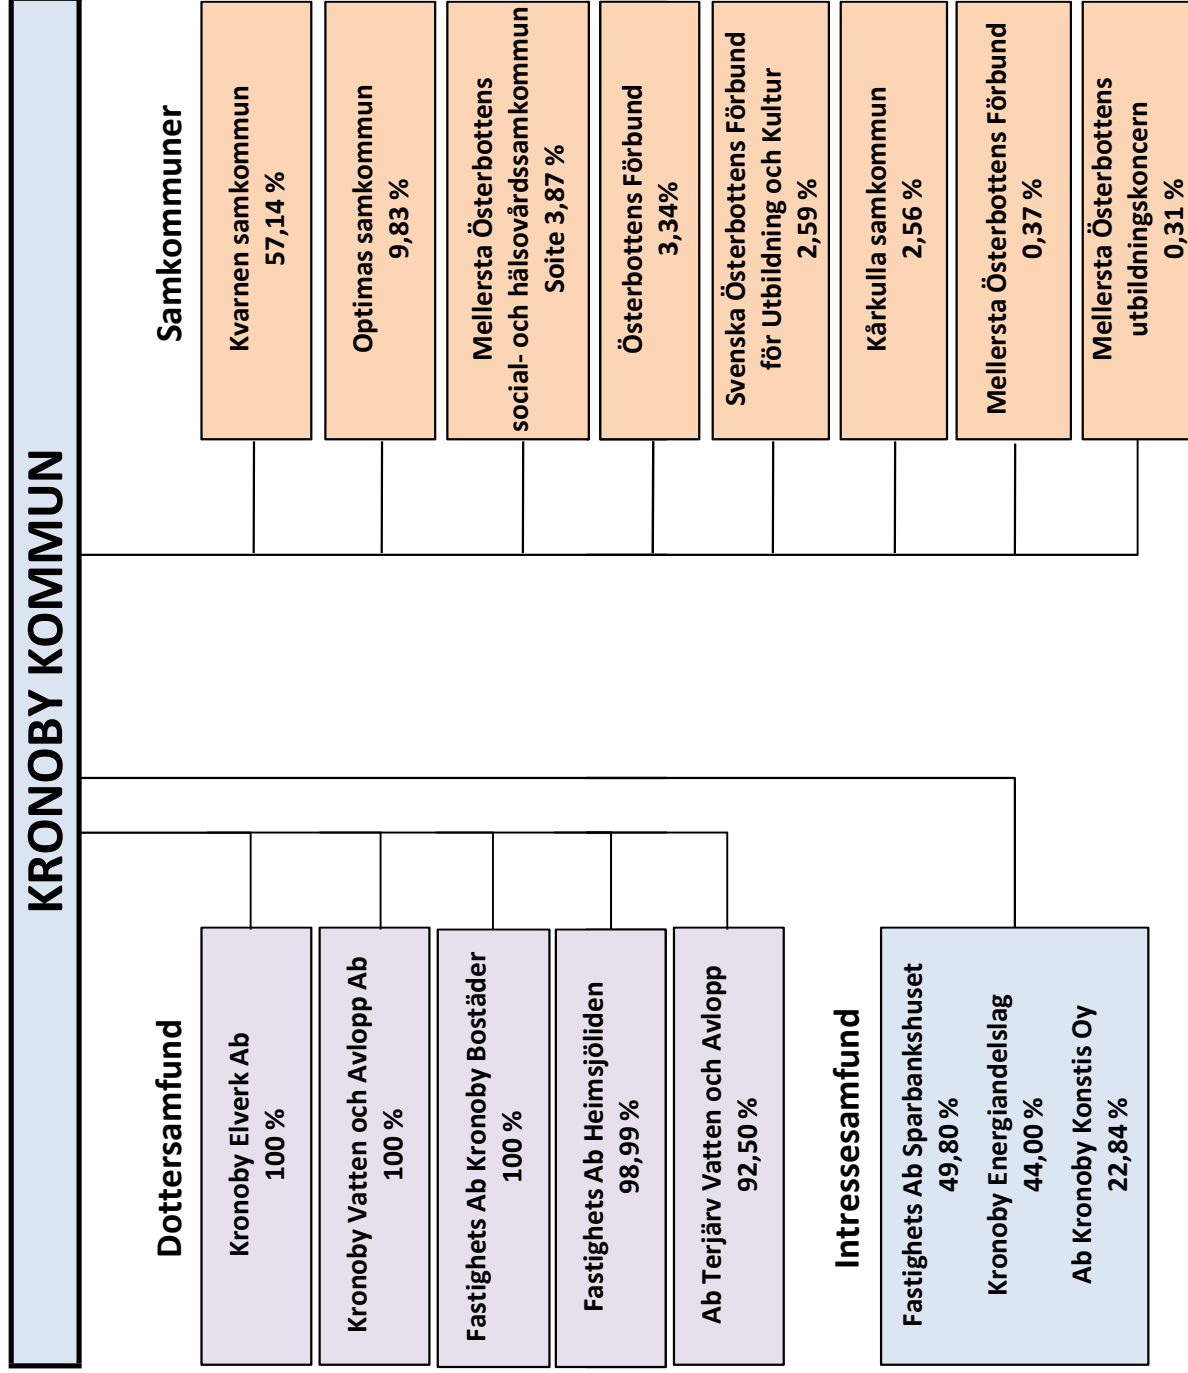 KRONOBY KOMMUN
Dottersamfund
Kronoby Elverk Ab
100 %
Kronoby Vatten och Avlopp Ab
100 %
Fastighets Ab Kronoby Bostäder
100 %
Fastighets Ab Heimsjöliden
98,99 %
Ab Terjärv Vatten och Avlopp
92,50 %
Intressesamfund
Fastighets Ab Sparbankshuset
49,80 %
Kronoby Energiandelslag
44,00 %
Ab Kronoby Konstis Oy
22,84 %
Samkommuner
Kvarnen samkommun
57,14 %
Optimas samkommun
9,83 %
Mellersta Österbottens
social- och hälsovårdssamkommun
Soite 3,87 %
Österbottens Förbund
3,34%
Svenska Österbottens Förbund
för Utbildning och Kultur
2,59 %
Kårkulla samkommun
2,56 %
Mellersta Österbottens Förbund
0,37 %
Mellersta Österbottens
utbildningskoncern
0,31 %